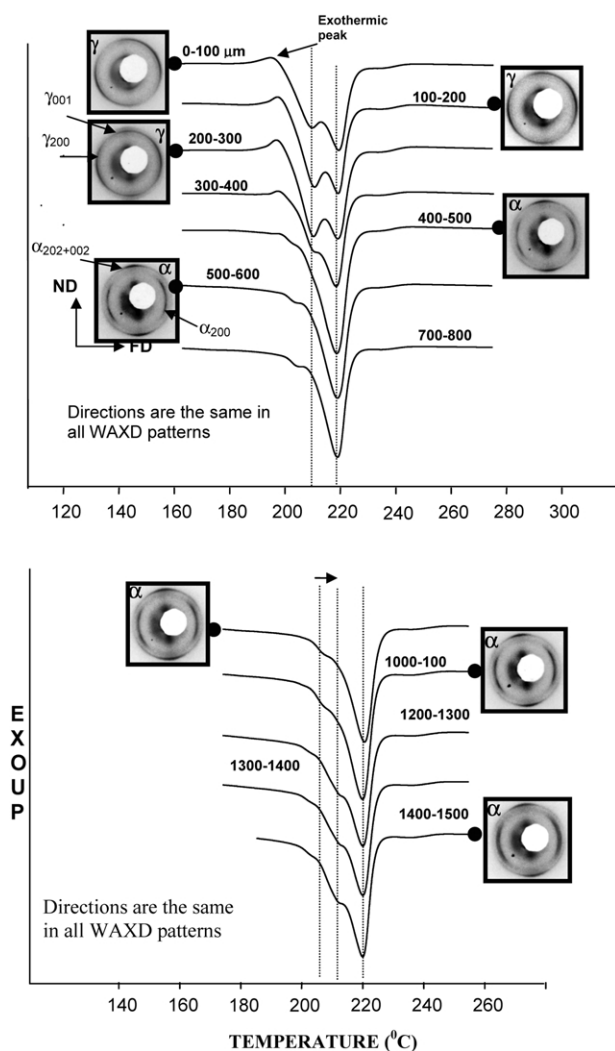 Exothermic
peak
0-100 μm
γ
γ
100-200
γ001
γ
γ200
200-300
300-400
α
400-500
α202+002
α
500-600
ND
α200
FD
700-800
Directions are the same in
all WAXD patterns
120 140 160 180 200 220 240 260 280 300
α
α
1000-100
EXOUP
1200-1300
1300-1400
1400-1500
α
Directions are the same
in all WAXD patterns
140 160 180 200 220 240 260
TEMPERATURE (⁰C)